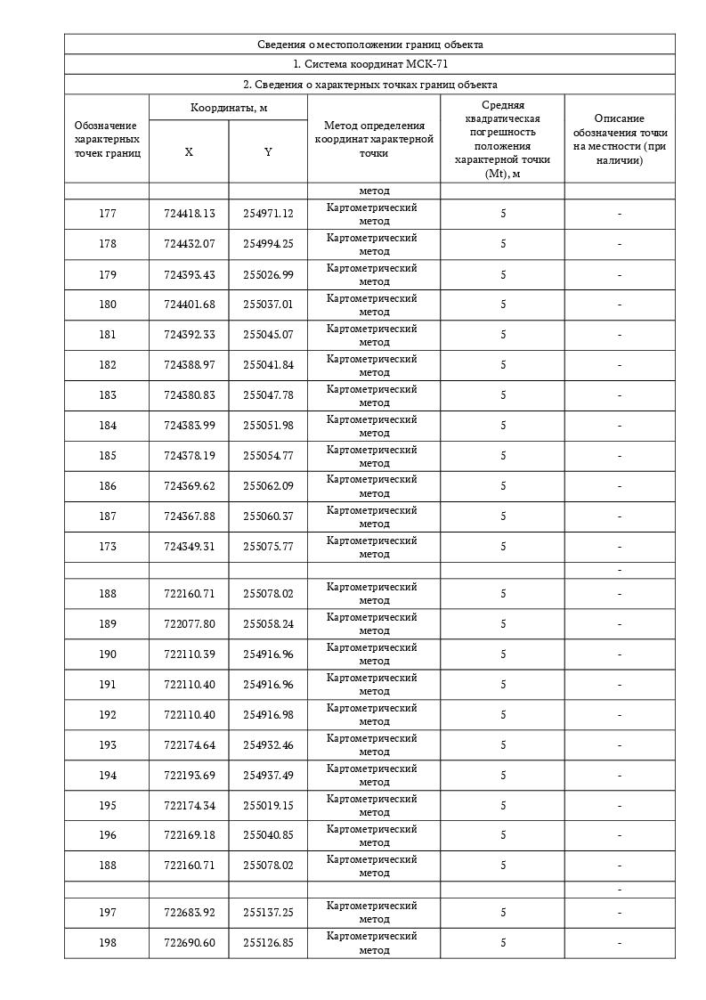 Сведения о местоположении границ объекта
1. Система координат МСК-71
2. Сведения о характерных точках границ объекта
Обозначение
характерных
точек границ
Координаты, м
X
Y
Метод определения
координат характерной
точки
Средняя
квадратическая
погрешность
положения
характерной точки
(Mt), м
Описание
обозначения точки
на местности (при
наличии)
метод
177 724418.13 254971.12 Картометрический 5 -
метод
178 724432.07 254994.25 Картометрический 5 -
метод
179 724393.43 255026.99 Картометрический 5 -
метод
180 724401.68 255037.01 Картометрический 5 -
метод
181 724392.33 255045.07 Картометрический 5 -
метод
182 724388.97 255041.84 Картометрический 5 -
метод
183 724380.83 255047.78 Картометрический 5 -
метод
184 724383.99 255051.98 Картометрический 5 -
метод
185 724378.19 255054.77 Картометрический 5 -
метод
186 724369.62 255062.09 Картометрический 5 -
метод
187 724367.88 255060.37 Картометрический 5 -
метод
173 724349.31 255075.77 Картометрический 5 -
метод
-
188 722160.71 255078.02 Картометрический 5 -
метод
189 722077.80 255058.24 Картометрический 5 -
метод
190 722110.39 254916.96 Картометрический 5 -
метод
191 722110.40 254916.96 Картометрический 5 -
метод
192 722110.40 254916.98 Картометрический 5 -
метод
193 722174.64 254932.46 Картометрический 5 -
метод
194 722193.69 254937.49 Картометрический 5 -
метод
195 722174.34 255019.15 Картометрический 5 -
метод
196 722169.18 255040.85 Картометрический 5 -
метод
188 722160.71 255078.02 Картометрический 5 -
метод
-
197 722683.92 255137.25 Картометрический 5 -
метод
198 722690.60 255126.85 Картометрический 5 -
метод